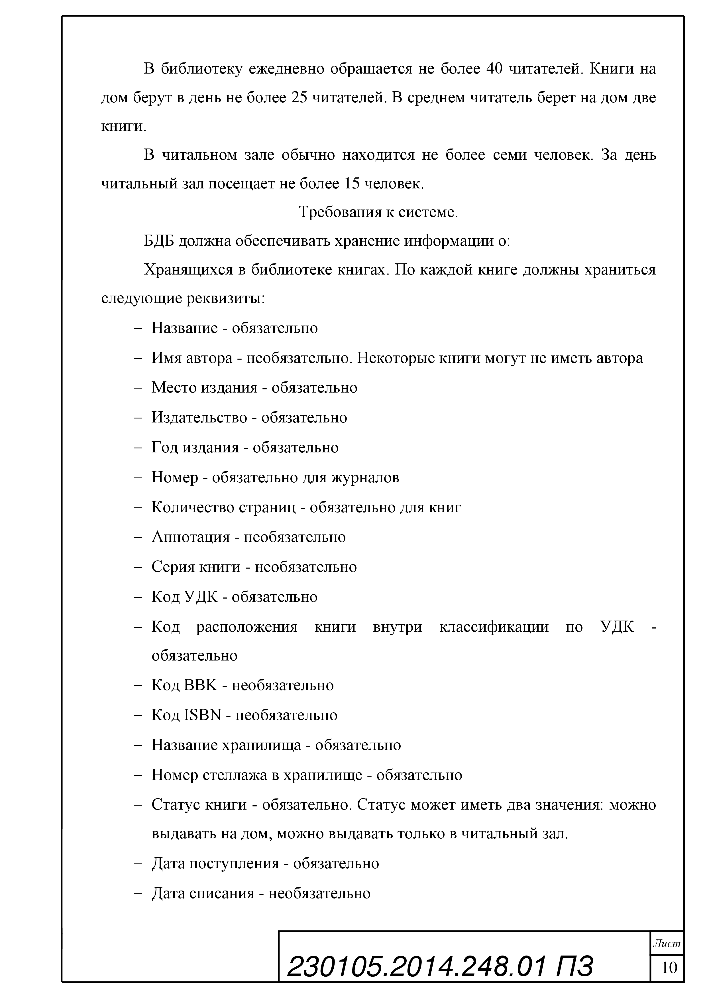 В библиотеку ежедневно обращается не более 40 читателей. Книги на
дом берут в день не более 25 читателей. В среднем читатель берет на дом две
книги.
В читальном зале обычно находится не более семи человек. За день
читальный зал посещает не более 15 человек.
Требования к системе.
БДБ должна обеспечивать хранение информации о:
Хранящихся в библиотеке книгах. По каждой книге должны храниться
следующие реквизиты:
– Название - обязательно
– Имя автора - необязательно. Некоторые книги могут не иметь автора
– Место издания - обязательно
– Издательство - обязательно
– Год издания - обязательно
– Номер - обязательно для журналов
– Количество страниц - обязательно для книг
– Аннотация - необязательно
– Серия книги - необязательно
– Код УДК - обязательно
– Код расположения книги внутри классификации по УДК -
обязательно
– Код BBK - необязательно
– Код ISBN - необязательно
– Название хранилища - обязательно
– Номер стеллажа в хранилище - обязательно
– Статус книги - обязательно. Статус может иметь два значения: можно
выдавать на дом, можно выдавать только в читальный зал.
– Дата поступления - обязательно
– Дата списания - необязательно
230105.2014.248.01 ПЗ
Лист
10